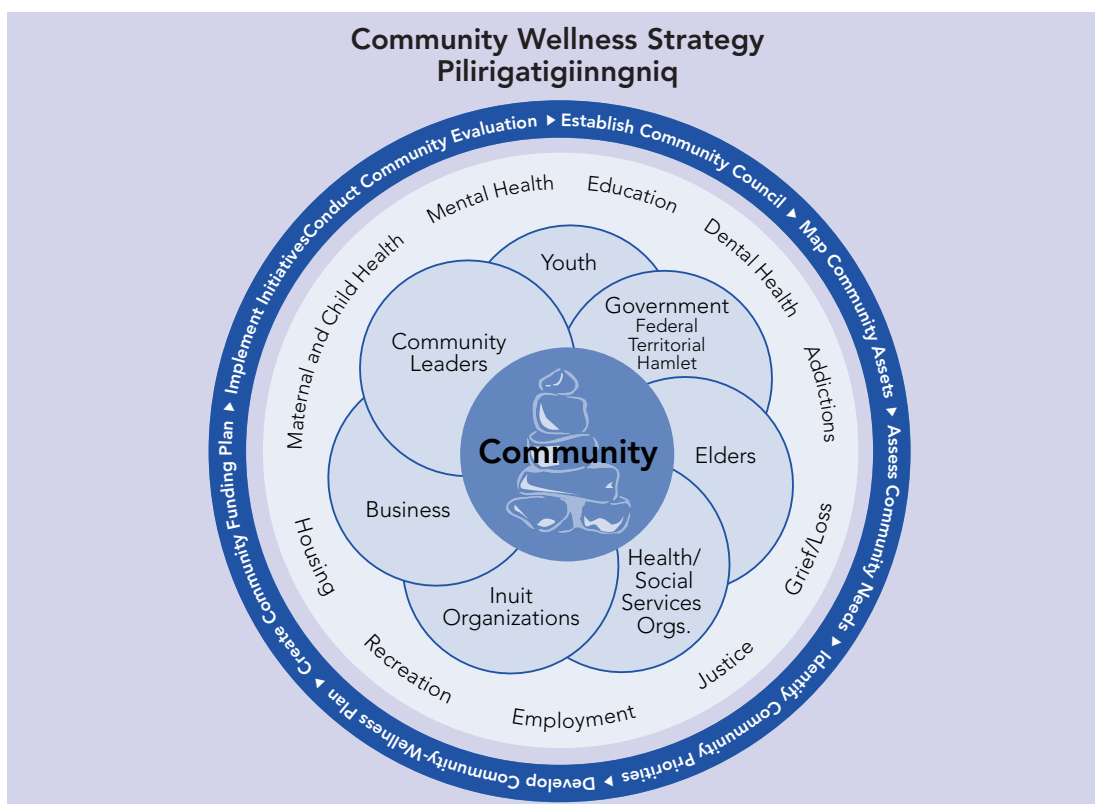 Community Wellness Strategy
Pilirigatigiinngniq
Establish Community Council ▸ Map Community Assets ▸ Assess Community Needs ▸ Identify Community Priorities ▸ Develop Community-Wellness Plan ▸ Create Community Funding Plan ▸ Implement InitiativesConduct Community Evaluation ▸
Mental Health
Education
Dental Health
Addictions
Grief/Loss
Justice
Employment
Recreation
Housing
Maternal and Child Health
Youth
Government
Federal
Territorial
Hamlet
Elders
Health/
Social
Services
Orgs.
Inuit
Organizations
Business
Community
Leaders
Community